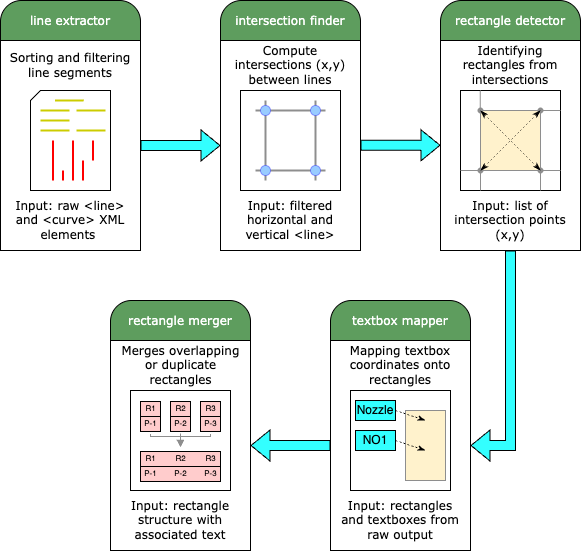 line extractor
Sorting and filtering
line segments
Input: raw <line>
and <curve> XML
elements
intersection finder
Compute
intersections (x,y)
between lines
Input: filtered
horizontal and
vertical <line>
rectangle detector
Identifying
rectangles from
intersections
Input: list of
intersection points
(x,y)
rectangle merger
Merges overlapping
or duplicate
rectangles
R1 R2 R3
P-1 P-2 P-3
R1 R2 R3
P-1 P-2 P-3
Input: rectangle
structure with
associated text
textbox mapper
Mapping textbox
coordinates onto
rectangles
Nozzle
NO1
Input: rectangles
and textboxes from
raw output